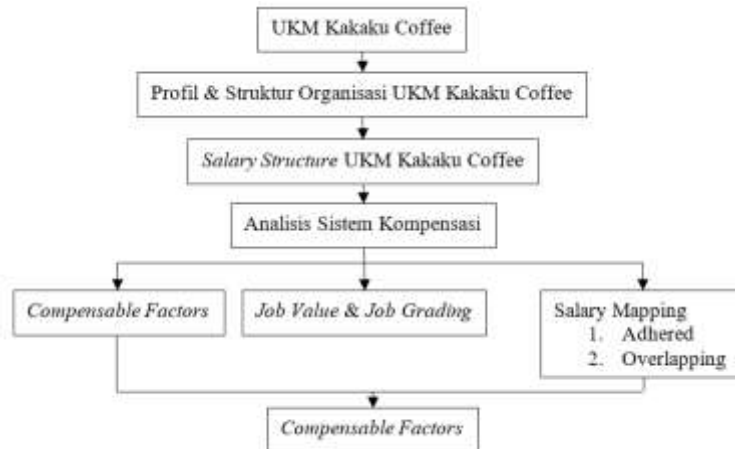 UKM Kakaku Coffee
Profil & Struktur Organisasi UKM Kakaku Coffee
Salary Structure UKM Kakaku Coffee
Analisis Sistem Kompensasi
Compensable Factors
Job Value & Job Grading
Salary Mapping
1. Adhered
2. Overlapping
Compensable Factors